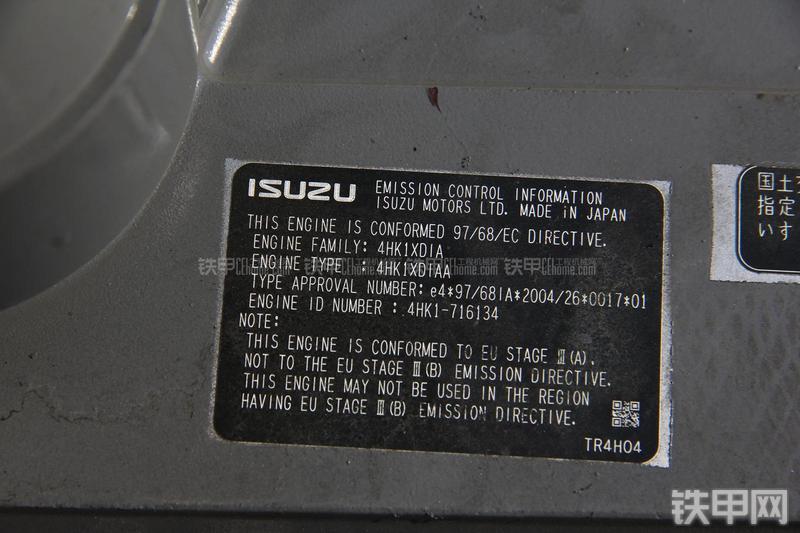 ISUZU EMISSION CONTROL INFORMATION
ISUZU MOTORS LTD. MADE IN JAPAN
THIS ENGINE IS CONFORMED 97/68/EC DIRECTIVE.
ENGINE FAMILY: 4HK1XDIA
ENGINE TYPE : 4HK1XDIAA
TYPE APPROVAL NUMBER: e4*97/68IA*2004/26*0017*01
ENGINE ID NUMBER : 4HK1-716134
NOTE:
THIS ENGINE IS CONFORMED TO EU STAGE Ⅲ(A).
NOT TO THE EU STAGE Ⅲ(B) EMISSION DIRECTIVE.
THIS ENGINE MAY NOT BE USED IN THE REGION
HAVING EU STAGE Ⅲ(B) EMISSION DIRECTIVE.
TR4H04
国土
指定
いす
铁甲网